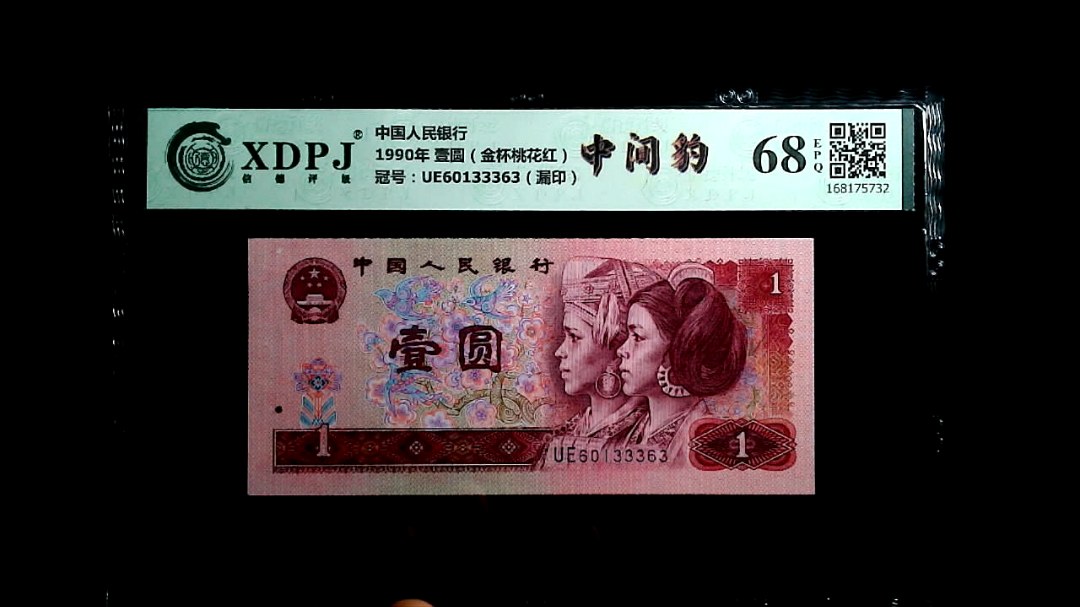 XDPJ®
信德评级
中国人民银行
1990年 壹圆（金杯桃花红）
冠号：UE60133363（漏印）
中间豹
68
EPQ
168175732
中国人民银行
1
壹圆
1
UE60133363
1